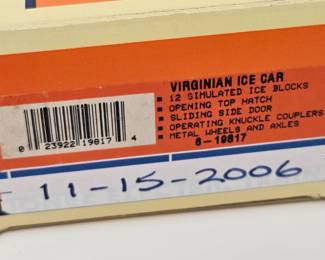 VIRGINIAN ICE CAR
▪ 12 SIMULATED ICE BLOCKS
▪ OPENING TOP HATCH
▪ SLIDING SIDE DOOR
▪ OPERATING KNUCKLE COUPLERS
▪ METAL WHEELS AND AXLES
6-19817
0 23922 19817 4
11-15-2006